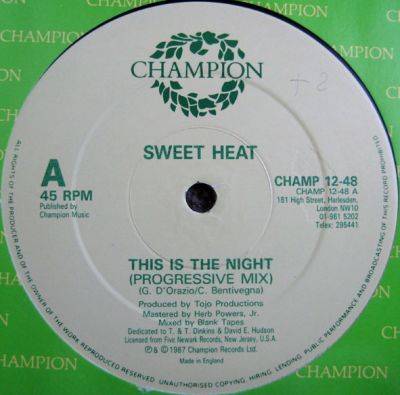 CHAMPION
+2
SWEET HEAT
A
45 RPM
Published by
Champion Music
CHAMP 12-48
CHAMP 12-48 A
181 High Street, Harlesden,
London NW10
01-961 5202
Telex: 295441
THIS IS THE NIGHT
(PROGRESSIVE MIX)
(G. D'Orazio/C. Bentivegna)
Produced by Tojo Productions
Mastered by Herb Powers, Jr.
Mixed by Blank Tapes
Dedicated to T. & T. Dinkins & David E. Hudson
Licensed from Five Newark Records, New Jersey, U.S.A.
℗ & © 1987 Champion Records Ltd.
Made in England
ALL RIGHTS OF THE PRODUCER AND OF THE OWNER OF THE WORK REPRODUCED RESERVED. UNAUTHORISED COPYING, HIRING, LENDING, PUBLIC PERFORMANCE AND BROADCASTING OF THIS RECORD PROHIBITED
CHAMPION
CHAMPION
CHAMPION